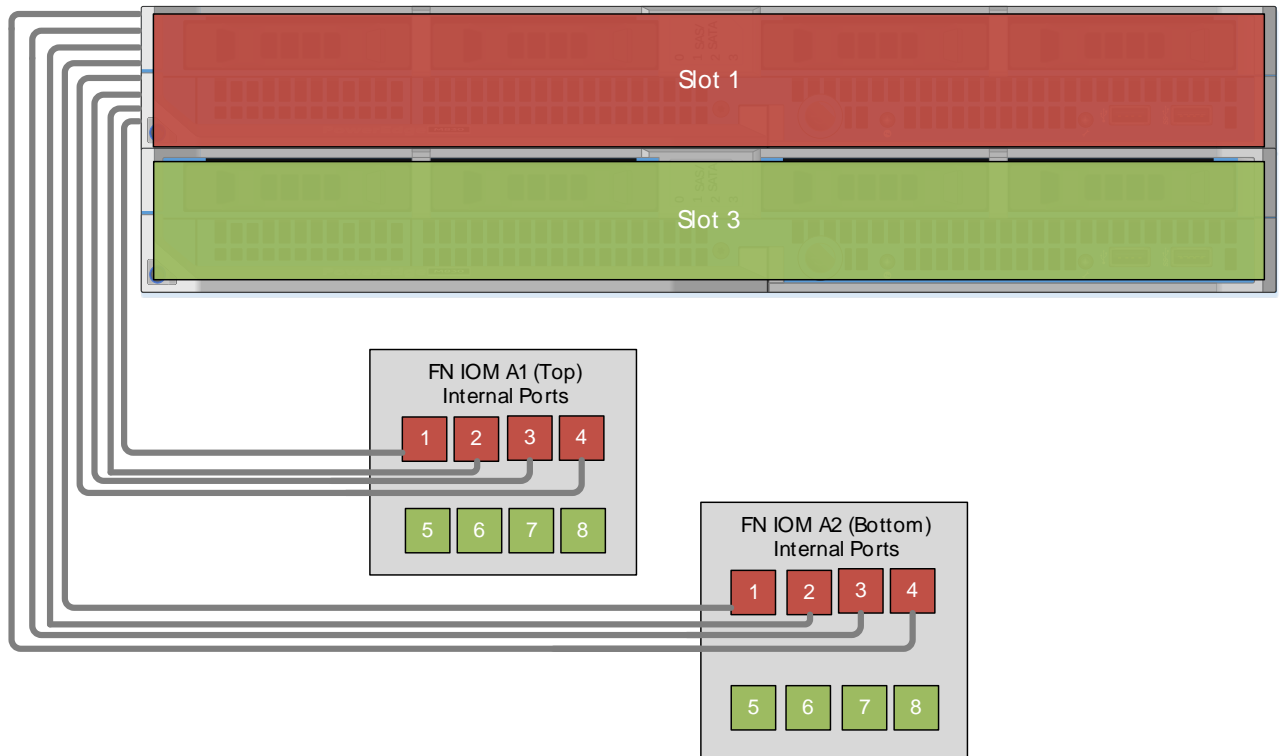 Slot 1
Slot 3
FN IOM A1 (Top)
Internal Ports
1 2 3 4
5 6 7 8
FN IOM A2 (Bottom)
Internal Ports
1 2 3 4
5 6 7 8